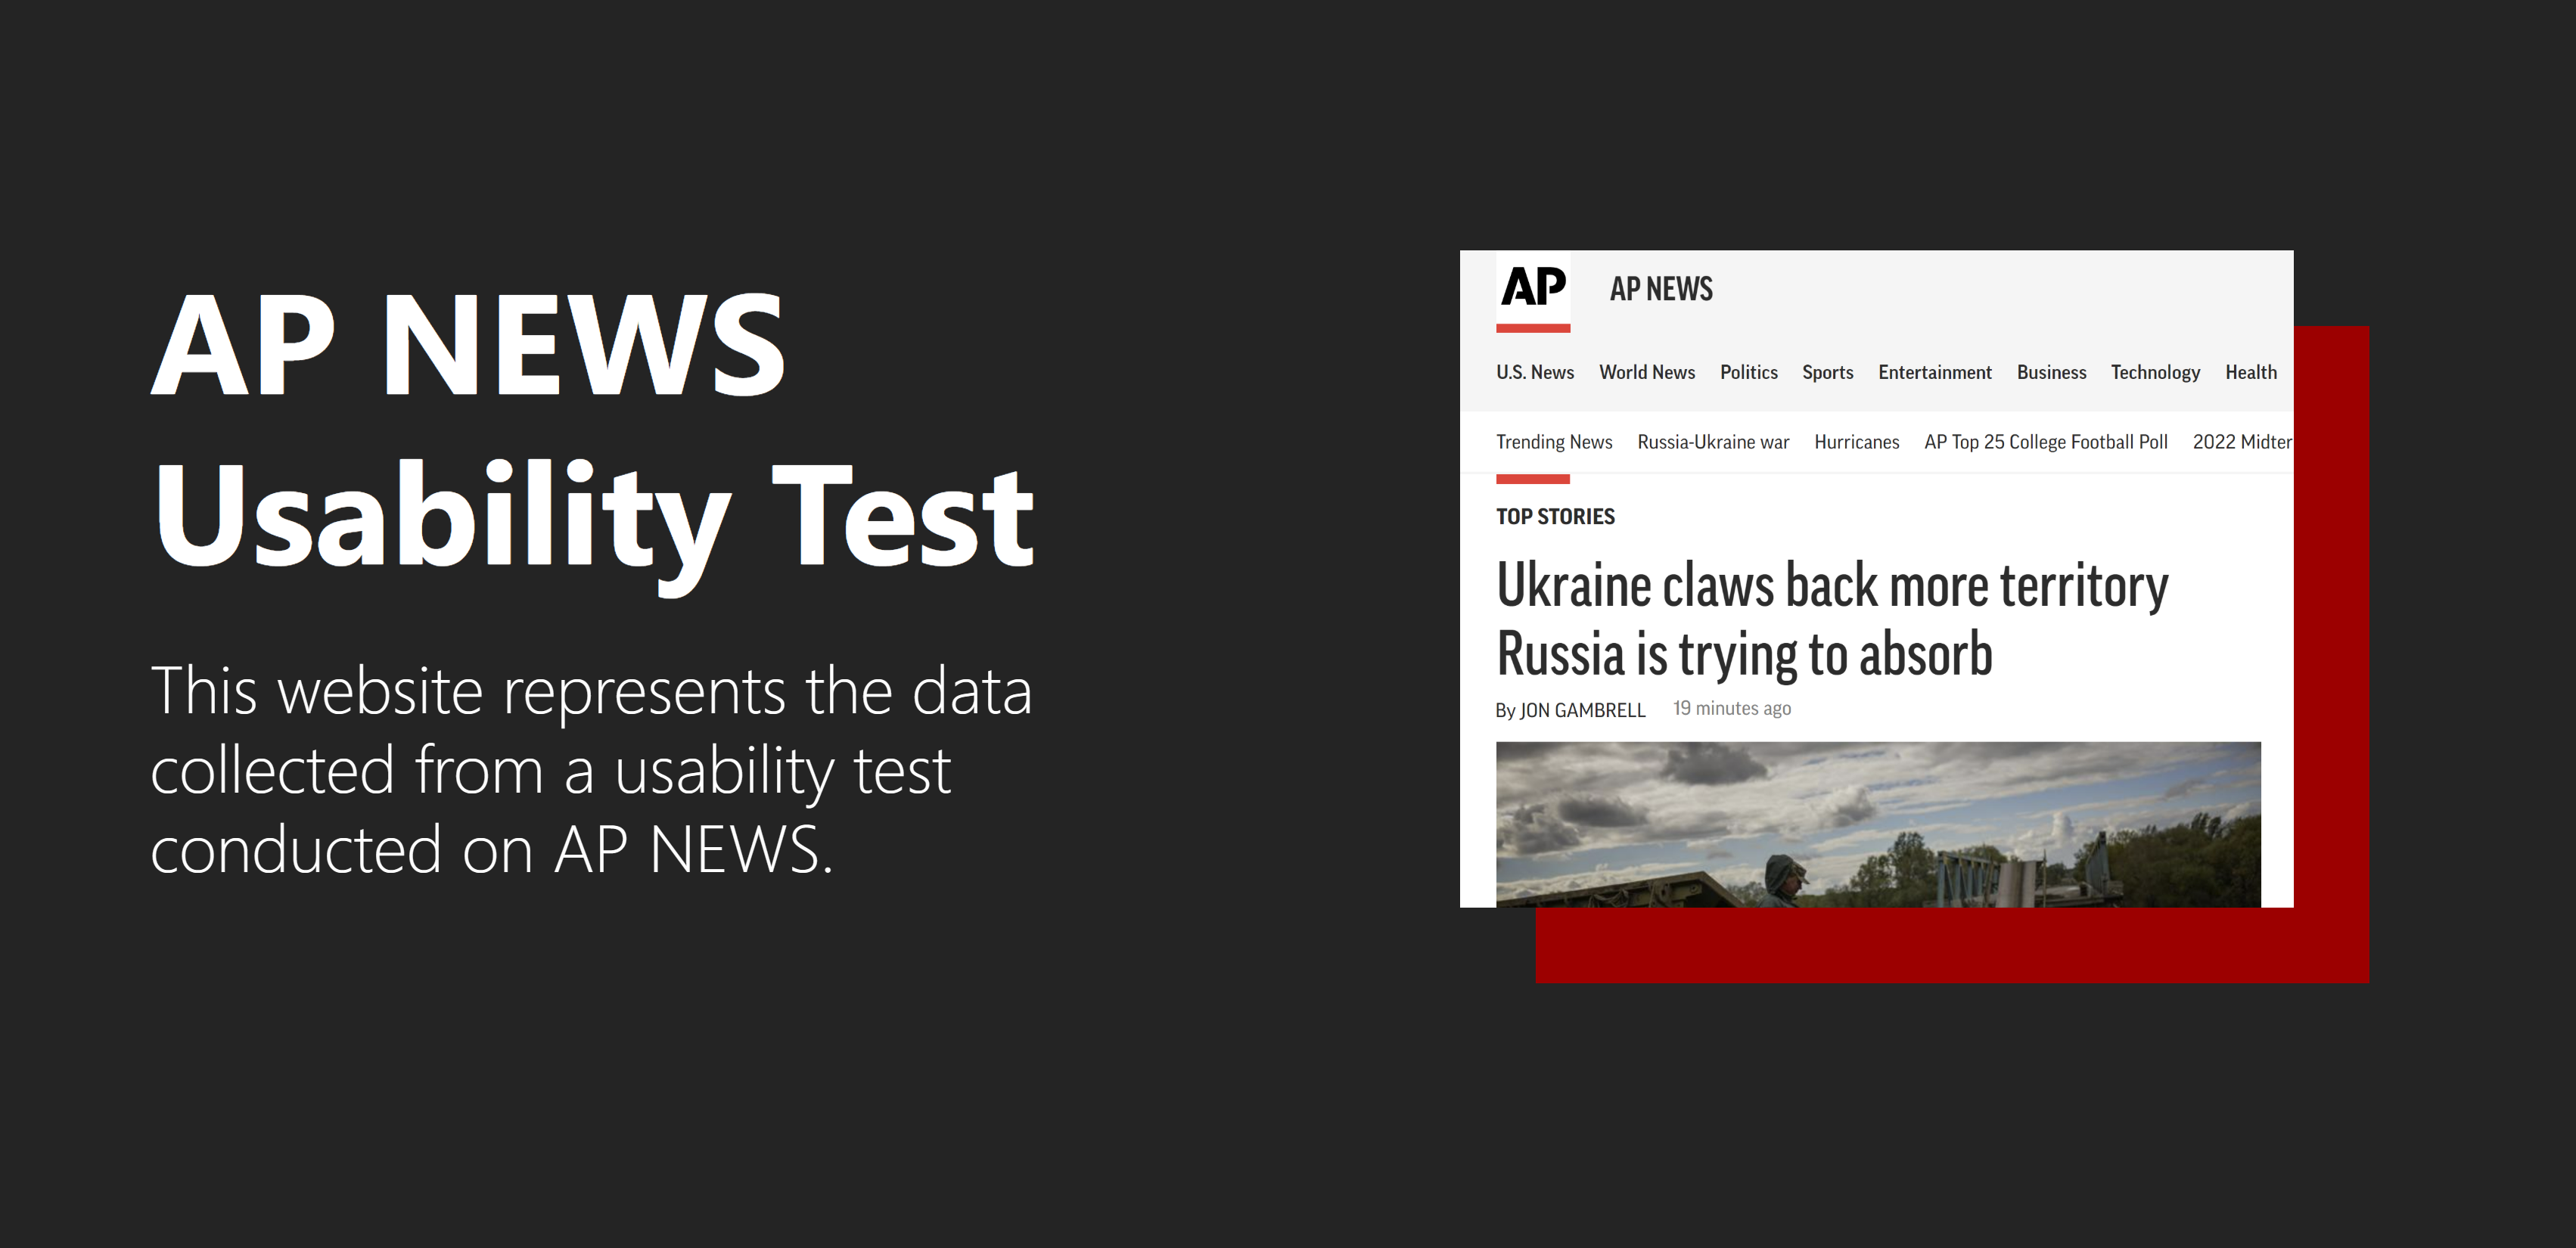 AP NEWS
Usability Test
This website represents the data
collected from a usability test
conducted on AP NEWS.
AP AP NEWS
U.S. News World News Politics Sports Entertainment Business Technology Health
Trending News Russia-Ukraine war Hurricanes AP Top 25 College Football Poll 2022 Midter
TOP STORIES
Ukraine claws back more territory
Russia is trying to absorb
By JON GAMBRELL 19 minutes ago